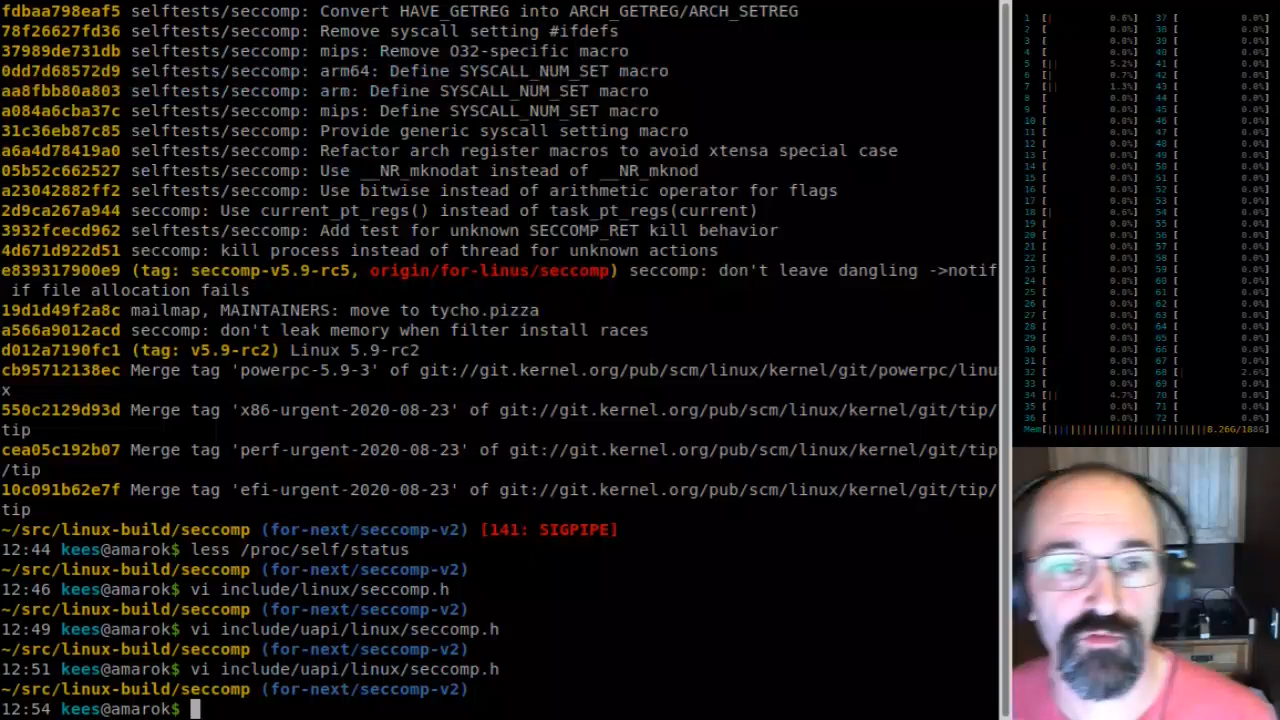 fdbaa798eaf5 selftests/seccomp: Convert HAVE_GETREG into ARCH_GETREG/ARCH_SETREG
78f26627fd36 selftests/seccomp: Remove syscall setting #ifdefs
37989de731db selftests/seccomp: mips: Remove O32-specific macro
0dd7d68572d9 selftests/seccomp: arm64: Define SYSCALL_NUM_SET macro
aa8fbb80a803 selftests/seccomp: arm: Define SYSCALL_NUM_SET macro
a084a6cba37c selftests/seccomp: mips: Define SYSCALL_NUM_SET macro
31c36eb87c85 selftests/seccomp: Provide generic syscall setting macro
a6a4d78419a0 selftests/seccomp: Refactor arch register macros to avoid xtensa special case
05b52c662527 selftests/seccomp: Use __NR_mknodat instead of __NR_mknod
a23042882ff2 selftests/seccomp: Use bitwise instead of arithmetic operator for flags
2d9ca267a944 seccomp: Use current_pt_regs() instead of task_pt_regs(current)
3932fcecd962 selftests/seccomp: Add test for unknown SECCOMP_RET kill behavior
4d671d922d51 seccomp: kill process instead of thread for unknown actions
e839317900e9 (tag: seccomp-v5.9-rc5, origin/for-linus/seccomp) seccomp: don't leave dangling ->notif
if file allocation fails
19d1d49f2a8c mailmap, MAINTAINERS: move to tycho.pizza
a566a9012acd seccomp: don't leak memory when filter install races
d012a7190fc1 (tag: v5.9-rc2) Linux 5.9-rc2
cb95712138ec Merge tag 'powerpc-5.9-3' of git://git.kernel.org/pub/scm/linux/kernel/git/powerpc/linu
x
550c2129d93d Merge tag 'x86-urgent-2020-08-23' of git://git.kernel.org/pub/scm/linux/kernel/git/tip/
tip
cea05c192b07 Merge tag 'perf-urgent-2020-08-23' of git://git.kernel.org/pub/scm/linux/kernel/git/tip
/tip
10c091b62e7f Merge tag 'efi-urgent-2020-08-23' of git://git.kernel.org/pub/scm/linux/kernel/git/tip/
tip
~/src/linux-build/seccomp (for-next/seccomp-v2) [141: SIGPIPE]
12:44 kees@amarok$ less /proc/self/status
~/src/linux-build/seccomp (for-next/seccomp-v2)
12:46 kees@amarok$ vi include/linux/seccomp.h
~/src/linux-build/seccomp (for-next/seccomp-v2)
12:49 kees@amarok$ vi include/uapi/linux/seccomp.h
~/src/linux-build/seccomp (for-next/seccomp-v2)
12:51 kees@amarok$ vi include/uapi/linux/seccomp.h
~/src/linux-build/seccomp (for-next/seccomp-v2)
12:54 kees@amarok$